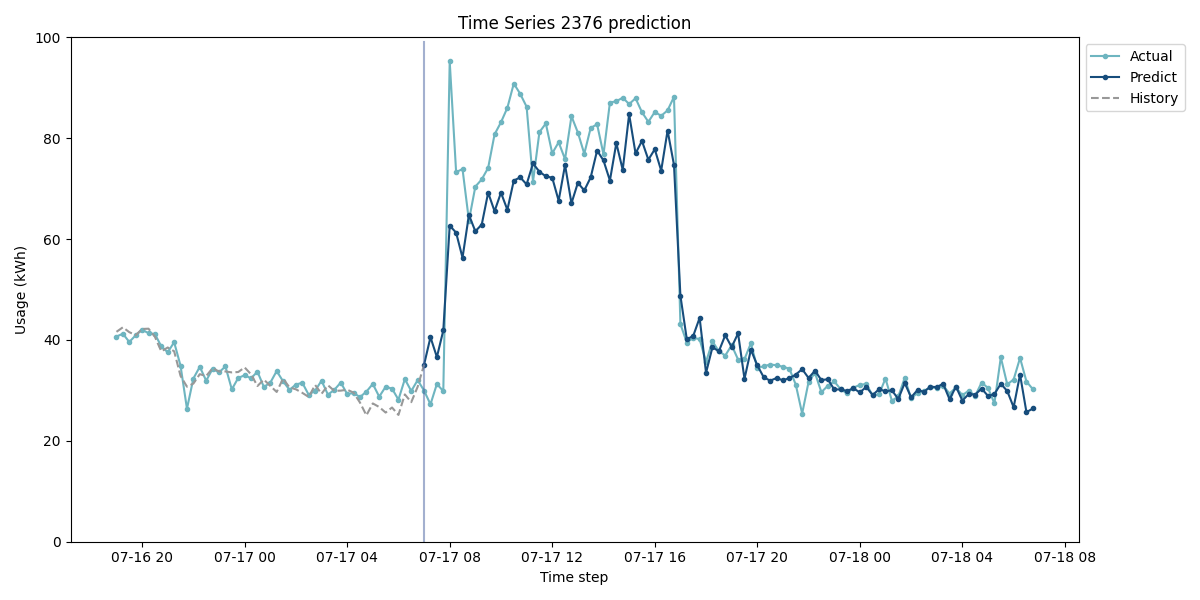 Time Series 2376 prediction
100
80
60
40
20
0
Usage (kWh)
07-16 20
07-17 00
07-17 04
07-17 08
07-17 12
07-17 16
07-17 20
07-18 00
07-18 04
07-18 08
Time step
Actual
Predict
History